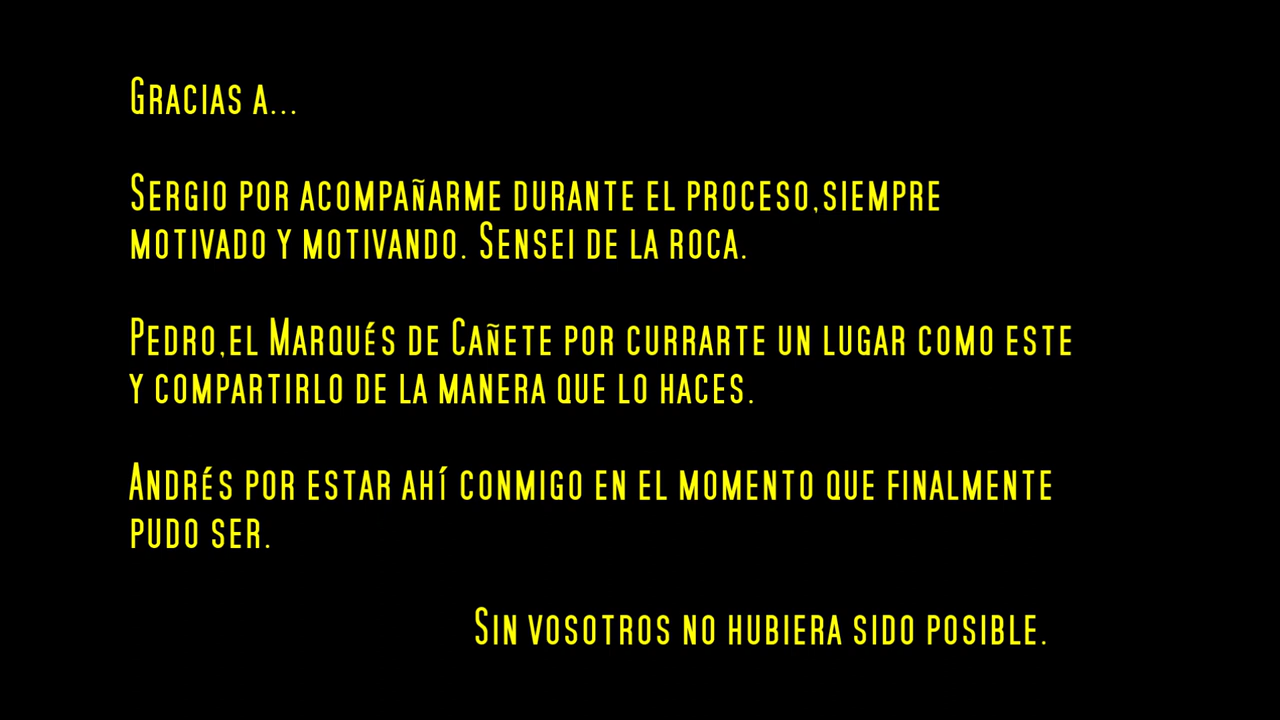 Gracias a...
Sergio por acompañarme durante el proceso,siempre
motivado y motivando. Sensei de la roca.
Pedro,el Marqués de Cañete por currarte un lugar como este
y compartirlo de la manera que lo haces.
Andrés por estar ahí conmigo en el momento que finalmente
pudo ser.
Sin vosotros no hubiera sido posible.